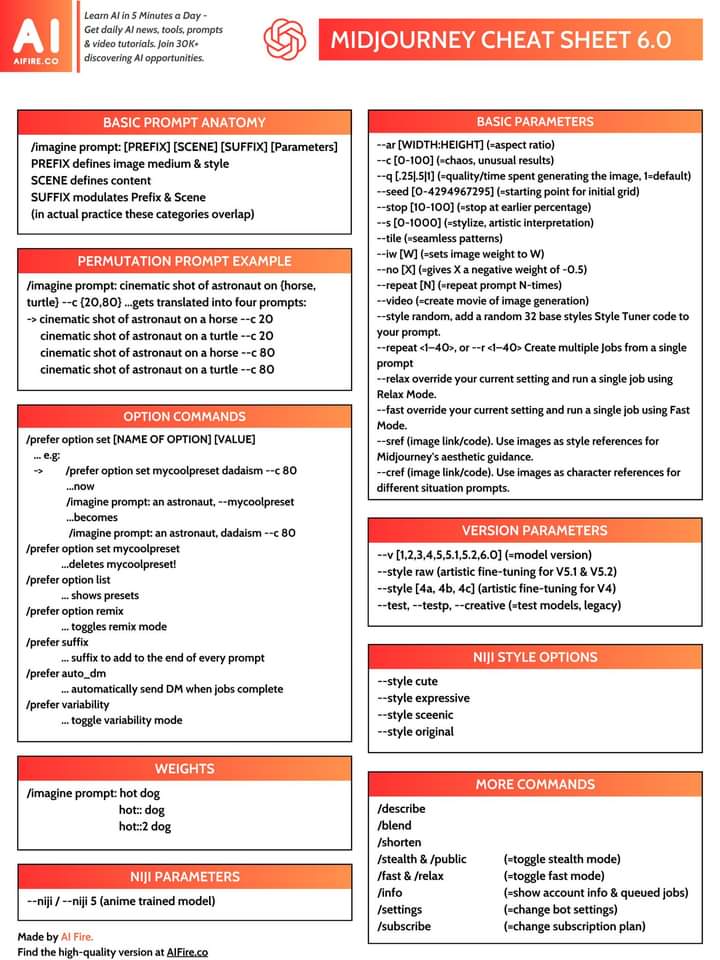 AI
AIFIRE.CO
Learn AI in 5 Minutes a Day -
Get daily AI news, tools, prompts
& video tutorials. Join 30K+
discovering AI opportunities.
MIDJOURNEY CHEAT SHEET 6.0
BASIC PROMPT ANATOMY
/imagine prompt: [PREFIX] [SCENE] [SUFFIX] [Parameters]
PREFIX defines image medium & style
SCENE defines content
SUFFIX modulates Prefix & Scene
(in actual practice these categories overlap)
PERMUTATION PROMPT EXAMPLE
/imagine prompt: cinematic shot of astronaut on {horse,
turtle} --c {20,80} ...gets translated into four prompts:
-> cinematic shot of astronaut on a horse --c 20
cinematic shot of astronaut on a turtle --c 20
cinematic shot of astronaut on a horse --c 80
cinematic shot of astronaut on a turtle --c 80
OPTION COMMANDS
/prefer option set [NAME OF OPTION] [VALUE]
... e.g:
-> /prefer option set mycoolpreset dadaism --c 80
...now
/imagine prompt: an astronaut, --mycoolpreset
...becomes
/imagine prompt: an astronaut, dadaism --c 80
/prefer option set mycoolpreset
...deletes mycoolpreset!
/prefer option list
... shows presets
/prefer option remix
... toggles remix mode
/prefer suffix
... suffix to add to the end of every prompt
/prefer auto_dm
... automatically send DM when jobs complete
/prefer variability
... toggle variability mode
WEIGHTS
/imagine prompt: hot dog
hot:: dog
hot::2 dog
NIJI PARAMETERS
--niji / --niji 5 (anime trained model)
Made by AI Fire.
Find the high-quality version at AIFire.co
BASIC PARAMETERS
--ar [WIDTH:HEIGHT] (=aspect ratio)
--c [0-100] (=chaos, unusual results)
--q [.25|.5|1] (=quality/time spent generating the image, 1=default)
--seed [0-4294967295] (=starting point for initial grid)
--stop [10-100] (=stop at earlier percentage)
--s [0-1000] (=stylize, artistic interpretation)
--tile (=seamless patterns)
--iw [W] (=sets image weight to W)
--no [X] (=gives X a negative weight of -0.5)
--repeat [N] (=repeat prompt N-times)
--video (=create movie of image generation)
--style random, add a random 32 base styles Style Tuner code to
your prompt.
--repeat <1–40>, or --r <1–40> Create multiple Jobs from a single
prompt
--relax override your current setting and run a single job using
Relax Mode.
--fast override your current setting and run a single job using Fast
Mode.
--sref (image link/code). Use images as style references for
Midjourney's aesthetic guidance.
--cref (image link/code). Use images as character references for
different situation prompts.
VERSION PARAMETERS
--v [1,2,3,4,5,5.1,5.2,6.0] (=model version)
--style raw (artistic fine-tuning for V5.1 & V5.2)
--style [4a, 4b, 4c] (artistic fine-tuning for V4)
--test, --testp, --creative (=test models, legacy)
NIJI STYLE OPTIONS
--style cute
--style expressive
--style sceenic
--style original
MORE COMMANDS
/describe
/blend
/shorten
/stealth & /public (=toggle stealth mode)
/fast & /relax (=toggle fast mode)
/info (=show account info & queued jobs)
/settings (=change bot settings)
/subscribe (=change subscription plan)